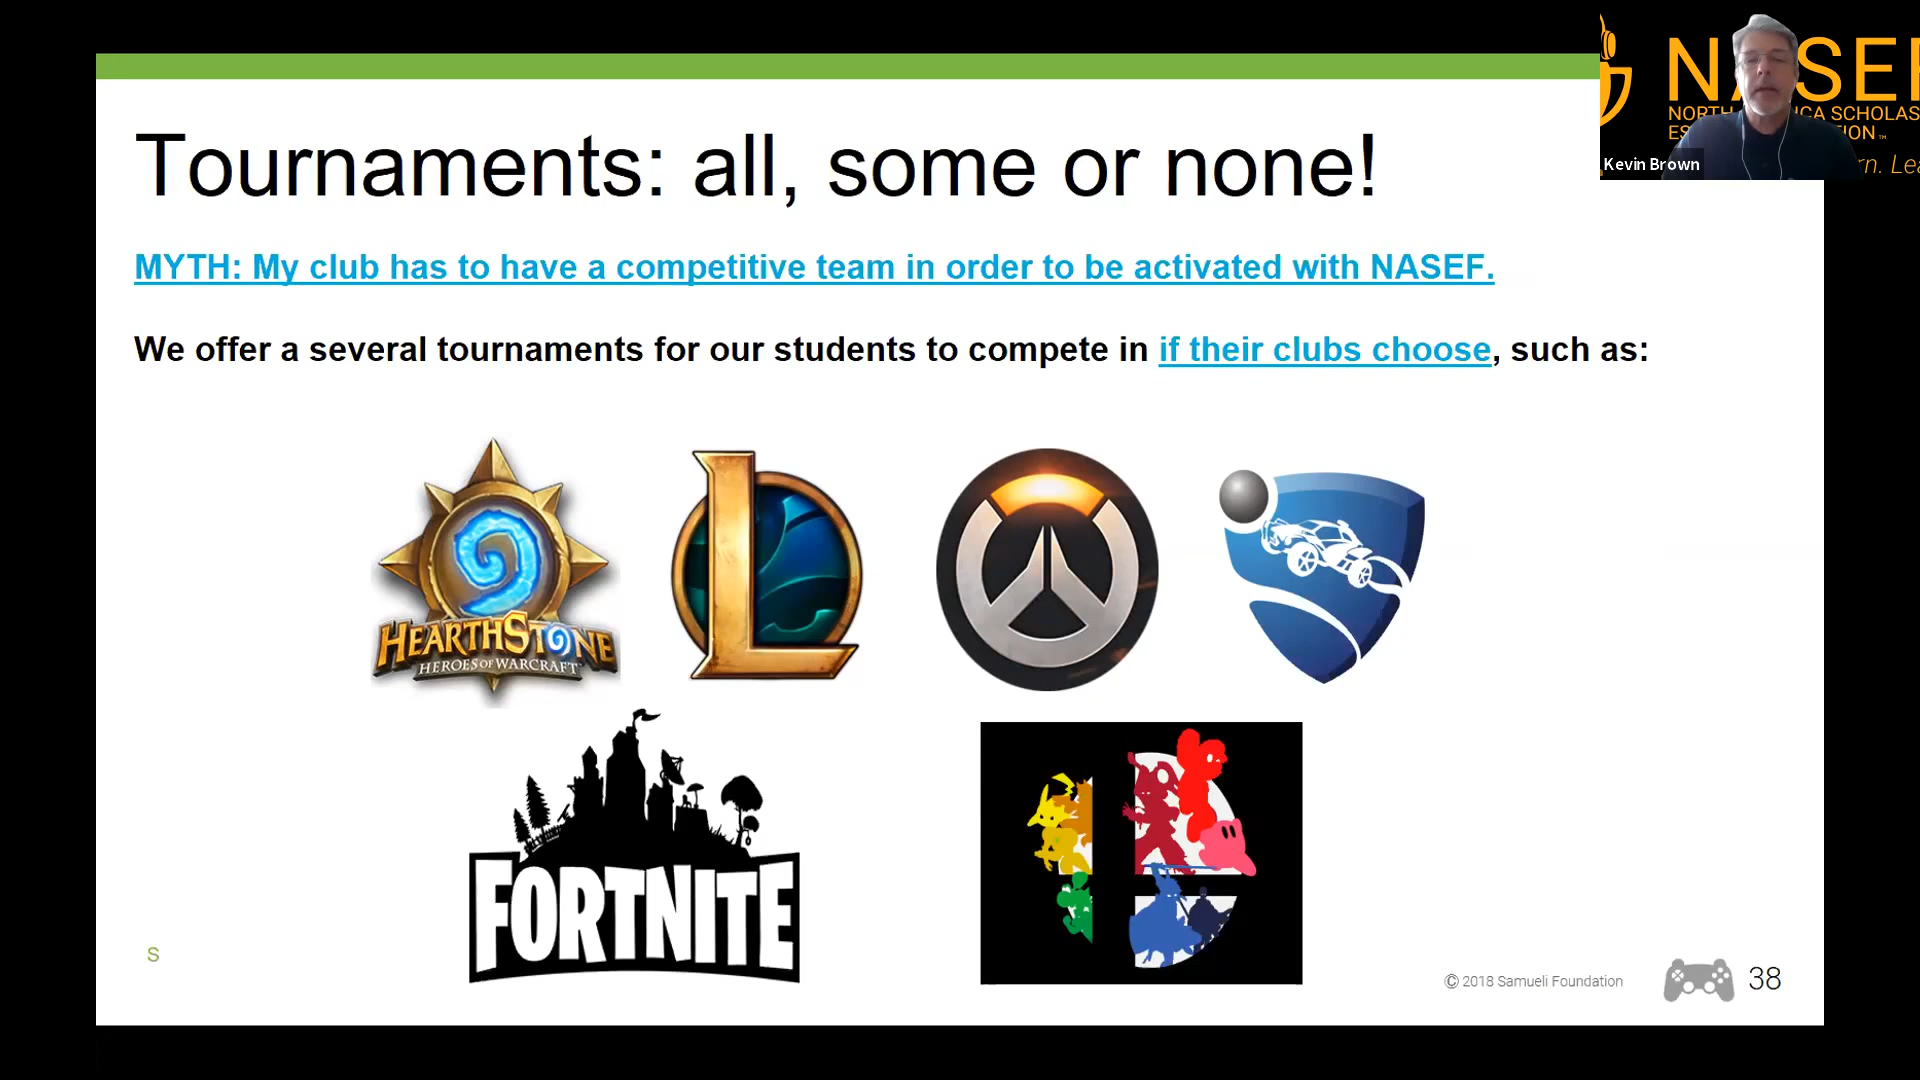 Tournaments: all, some or none!
MYTH: My club has to have a competitive team in order to be activated with NASEF.
We offer a several tournaments for our students to compete in if their clubs choose, such as:
HEARTHSTONE
HEROES OF WARCRAFT
FORTNITE
S
© 2018 Samueli Foundation
38
Kevin Brown